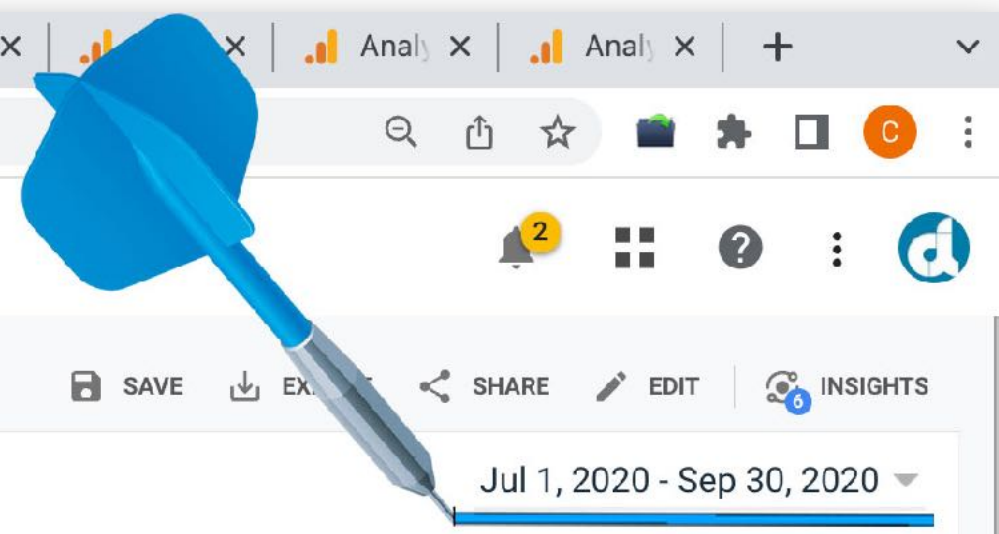 Analy Analy
C
2
SAVE SHARE EDIT INSIGHTS
6
Jul 1, 2020 - Sep 30, 2020